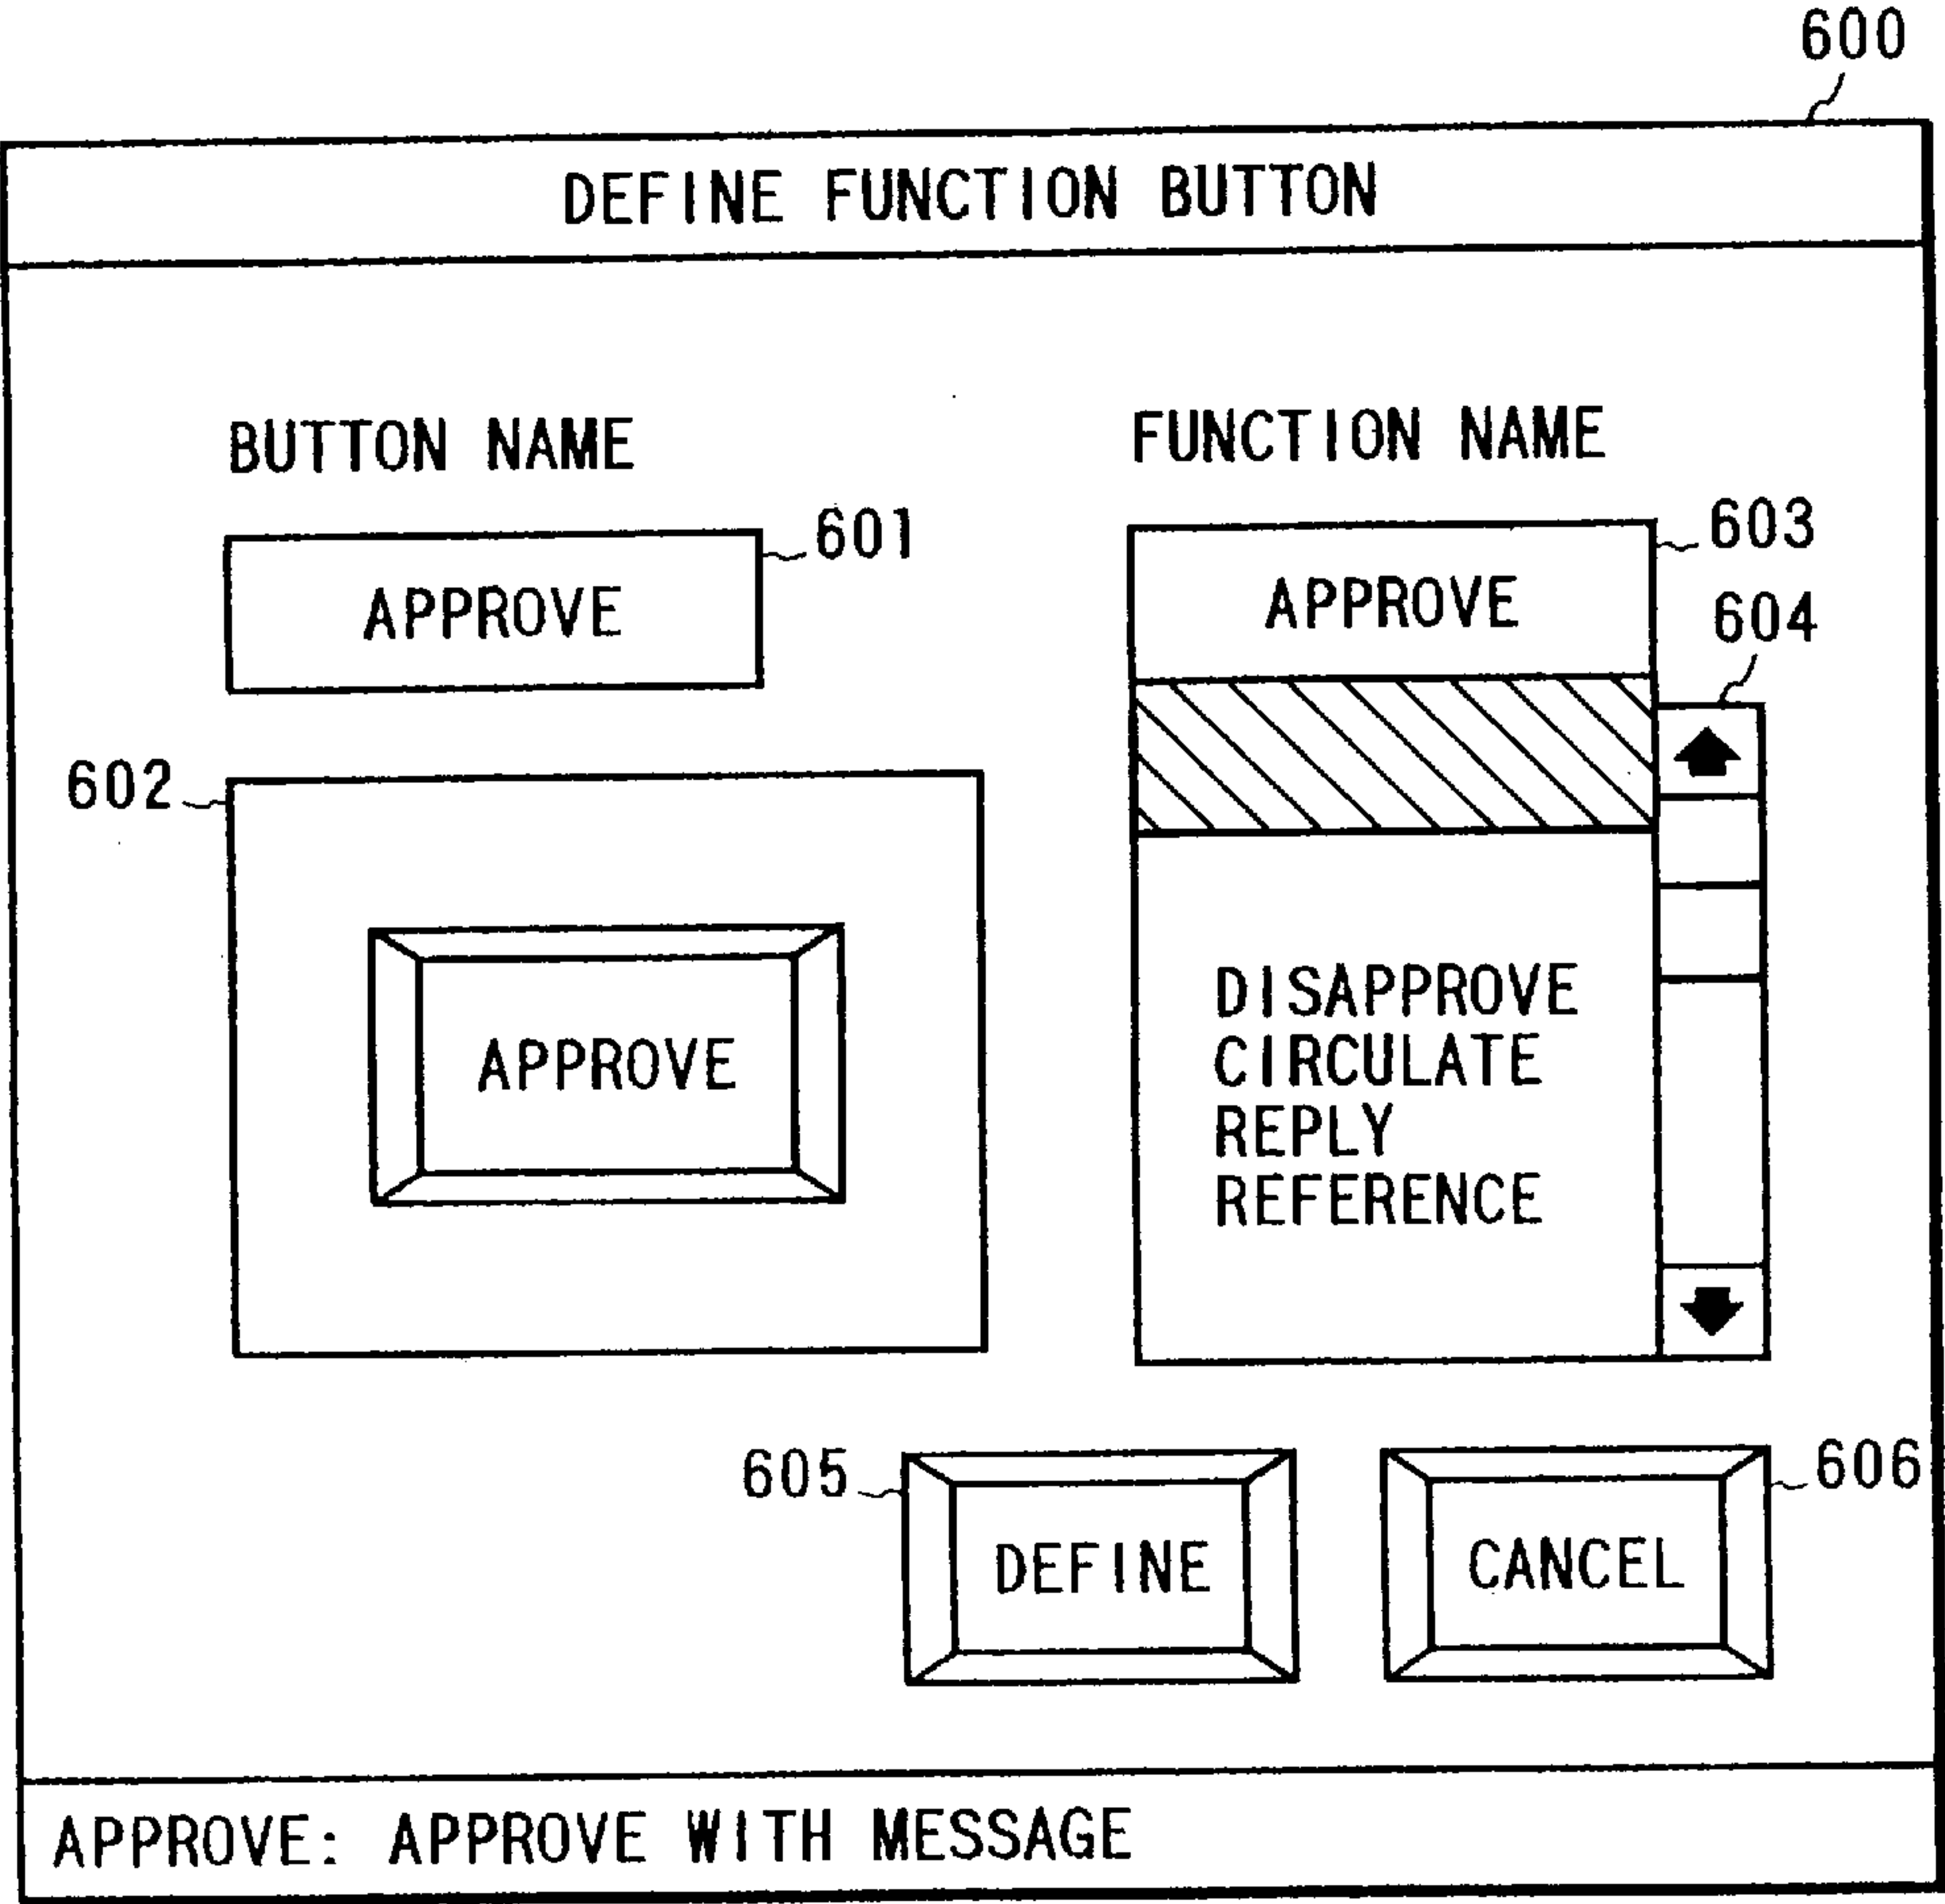 600
DEFINE FUNCTION BUTTON
BUTTON NAME
FUNCTION NAME
601
APPROVE
603
APPROVE
604
602
APPROVE
DISAPPROVE
CIRCULATE
REPLY
REFERENCE
605
DEFINE
606
CANCEL
APPROVE: APPROVE WITH MESSAGE